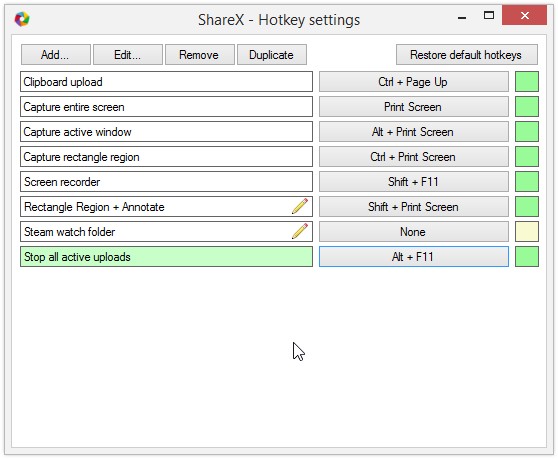 ShareX - Hotkey settings
Add... Edit... Remove Duplicate Restore default hotkeys
Clipboard upload Ctrl + Page Up
Capture entire screen Print Screen
Capture active window Alt + Print Screen
Capture rectangle region Ctrl + Print Screen
Screen recorder Shift + F11
Rectangle Region + Annotate Shift + Print Screen
Steam watch folder None
Stop all active uploads Alt + F11